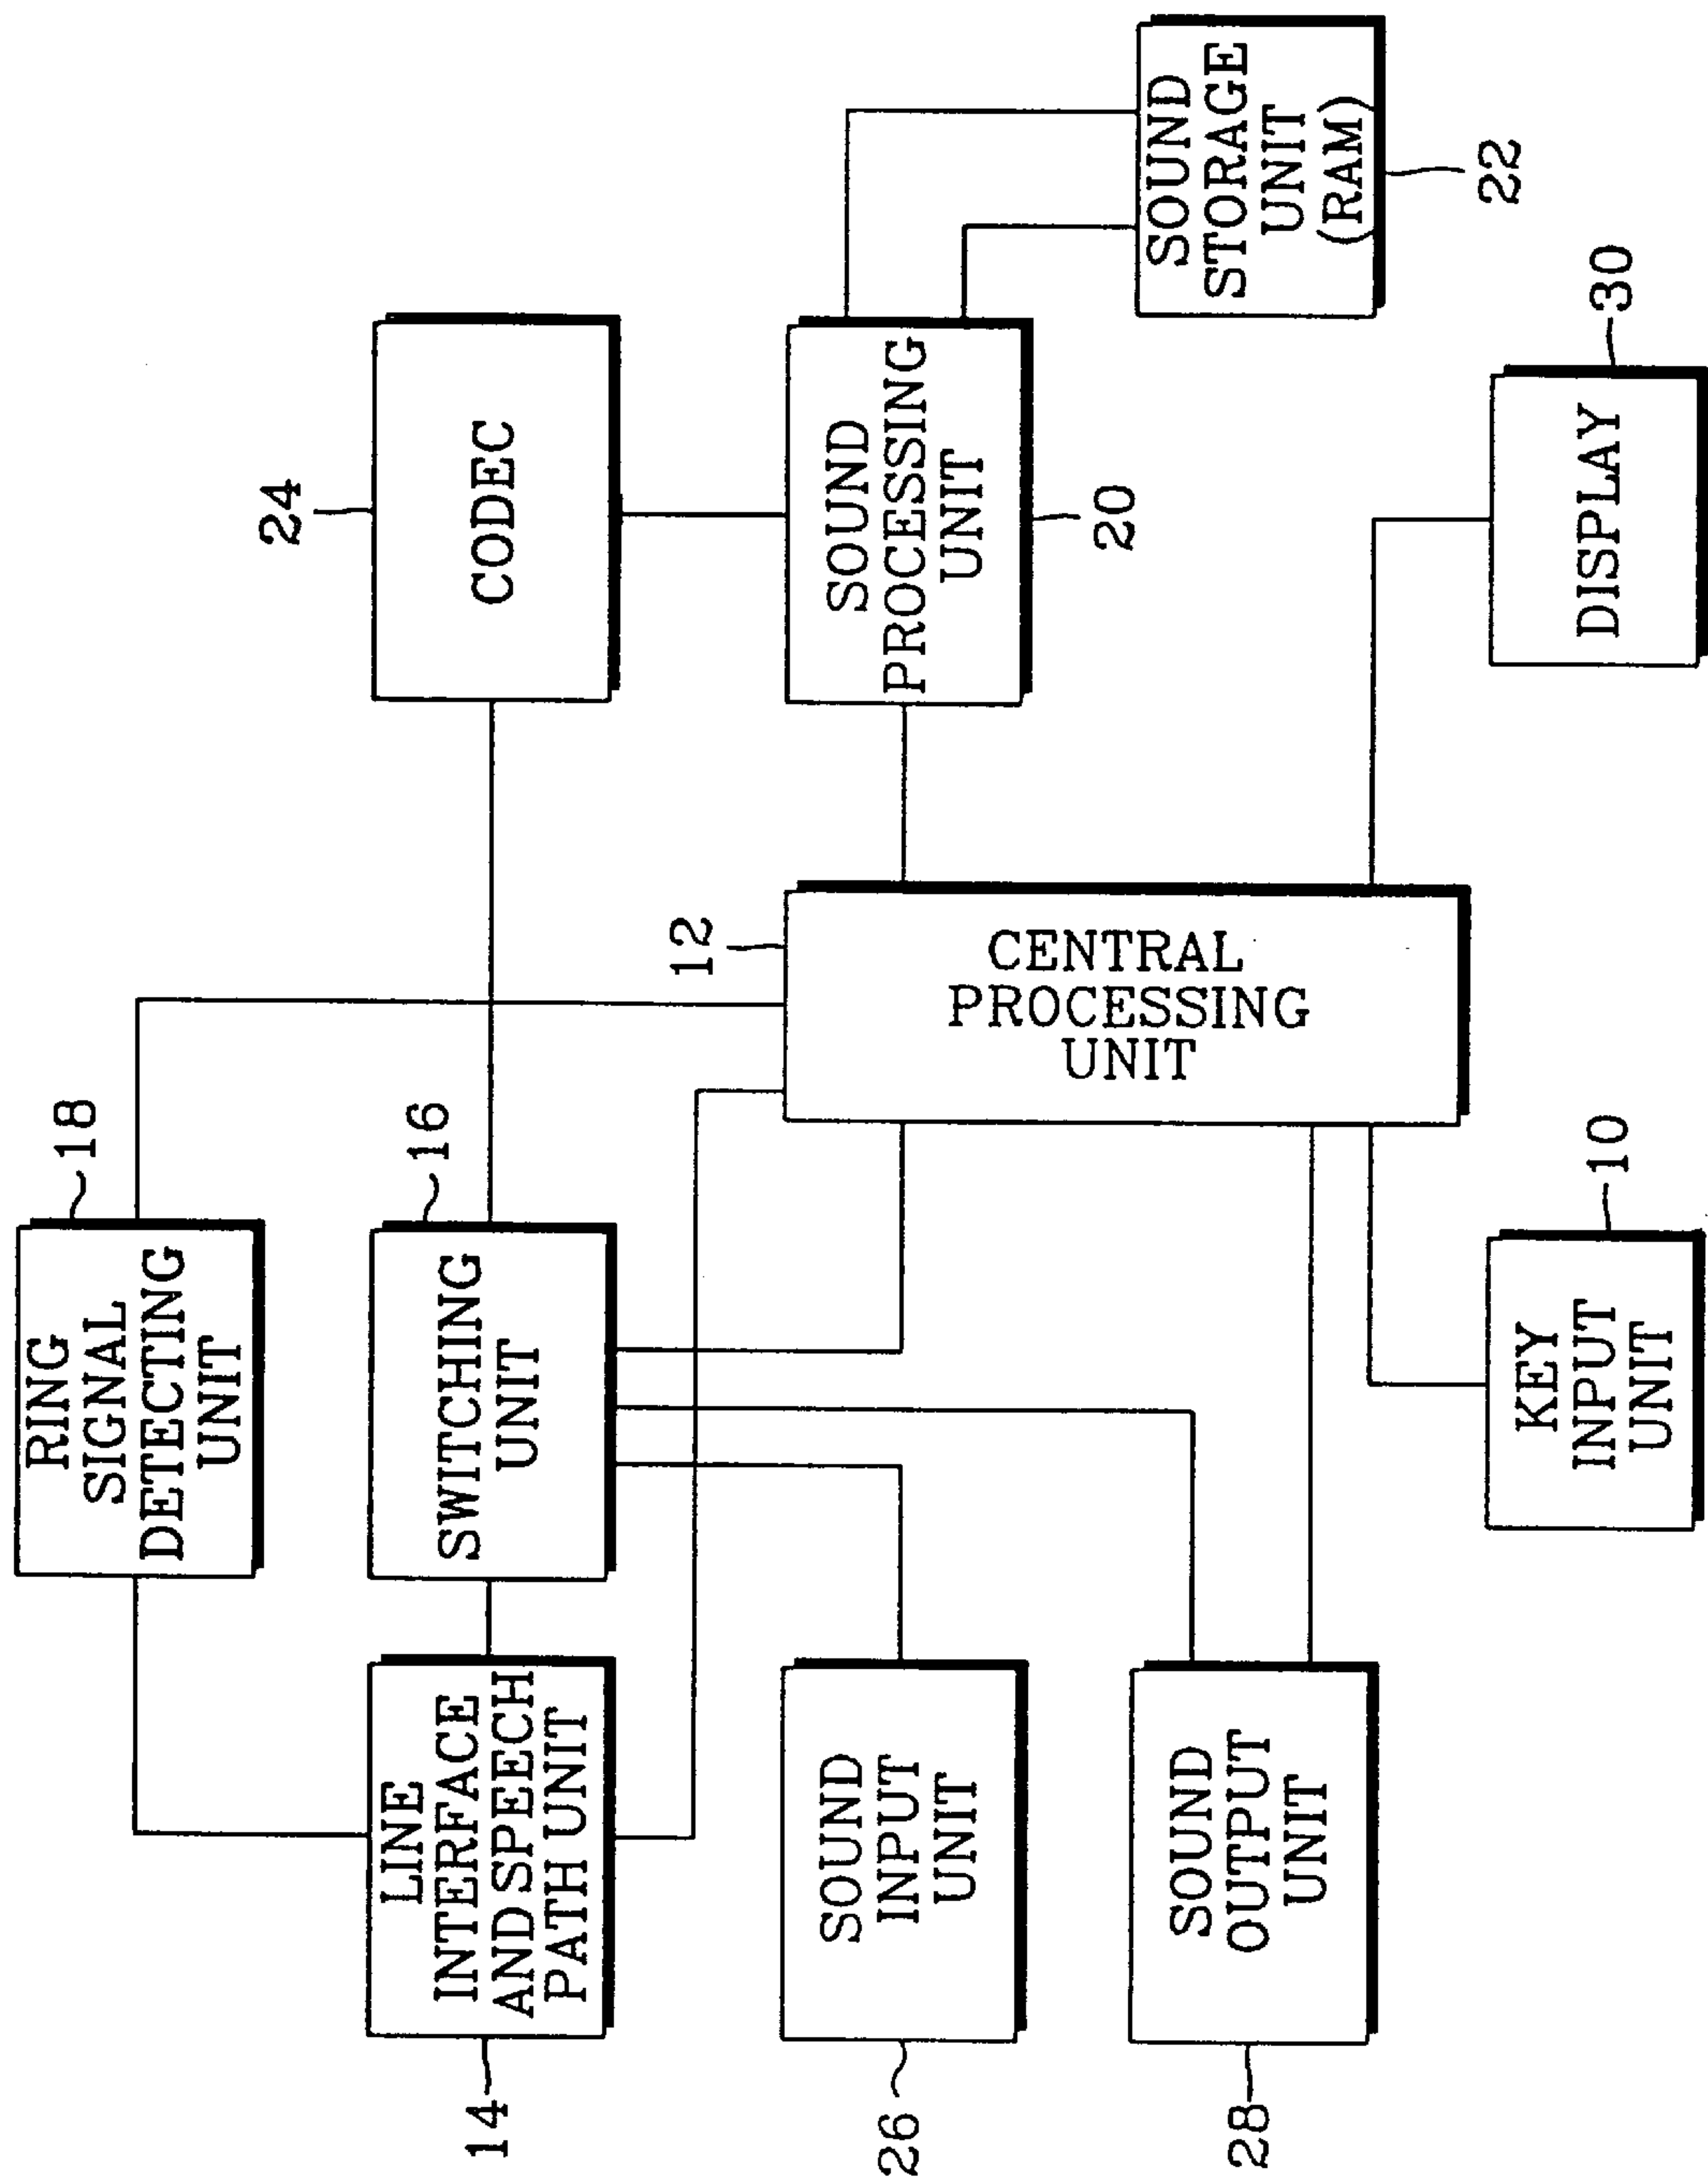 18
RING
SIGNAL
DETECTING
UNIT
14
LINE
INTERFACE
AND SPEECH
PATH UNIT
16
SWITCHING
UNIT
24
CODEC
26
SOUND
INPUT
UNIT
12
CENTRAL
PROCESSING
UNIT
SOUND
PROCESSING
UNIT
20
28
SOUND
OUTPUT
UNIT
SOUND
STORAGE
UNIT
(RAM)
22
10
KEY
INPUT
UNIT
30
DISPLAY